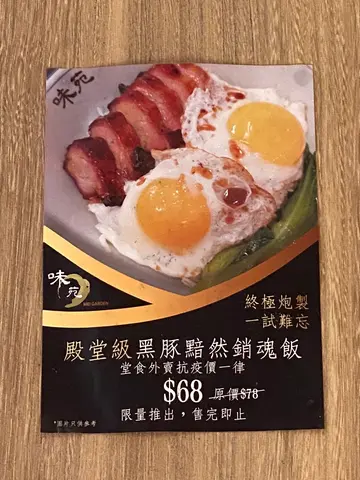 味苑
味苑
MEI GARDEN
終極炮製
一試難忘
殿堂級黑豚黯然銷魂飯
堂食外賣抗疫價一律
$68 原價$78
限量推出，售完即止
*圖片只供參考